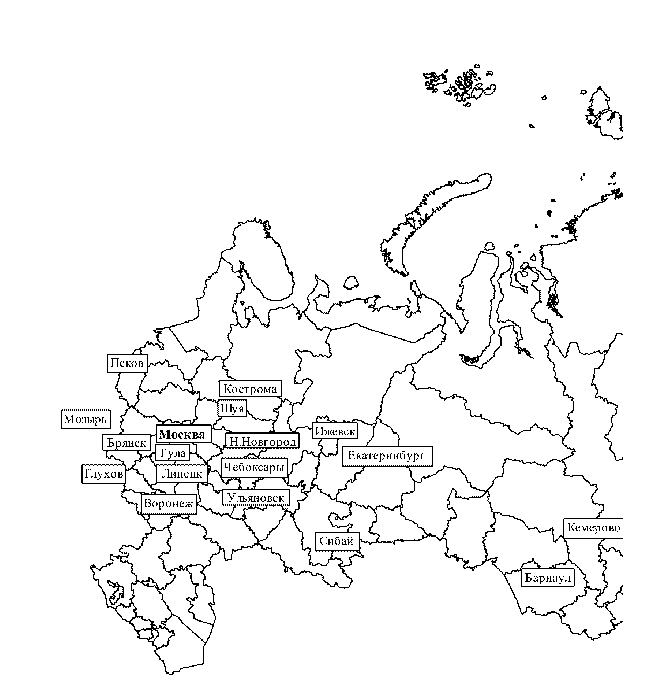 Псков
Кострома
Шуя
Мозырь
Москва
Ижевск
Брянск
Н.Новгород
Тула
Екатеринбург
Глухов
Липецк
Чебоксары
Воронеж
Ульяновск
Кемерово
Сибай
Барнаул